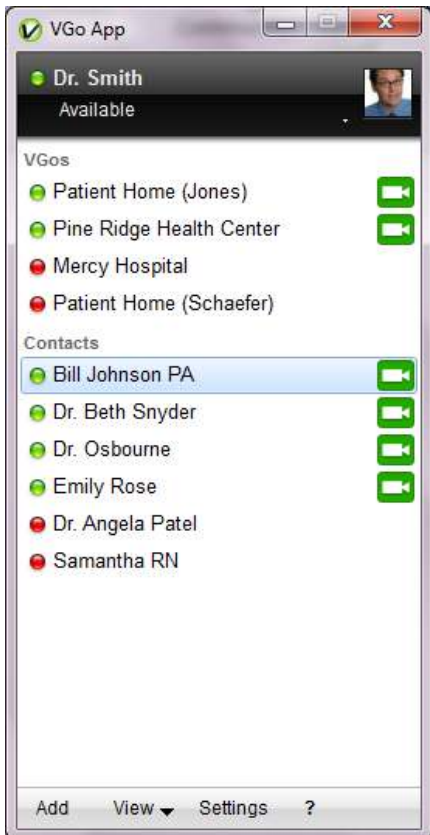 VGo App
Dr. Smith
Available
VGos
Patient Home (Jones)
Pine Ridge Health Center
Mercy Hospital
Patient Home (Schaefer)
Contacts
Bill Johnson PA
Dr. Beth Snyder
Dr. Osbourne
Emily Rose
Dr. Angela Patel
Samantha RN
Add View Settings ?